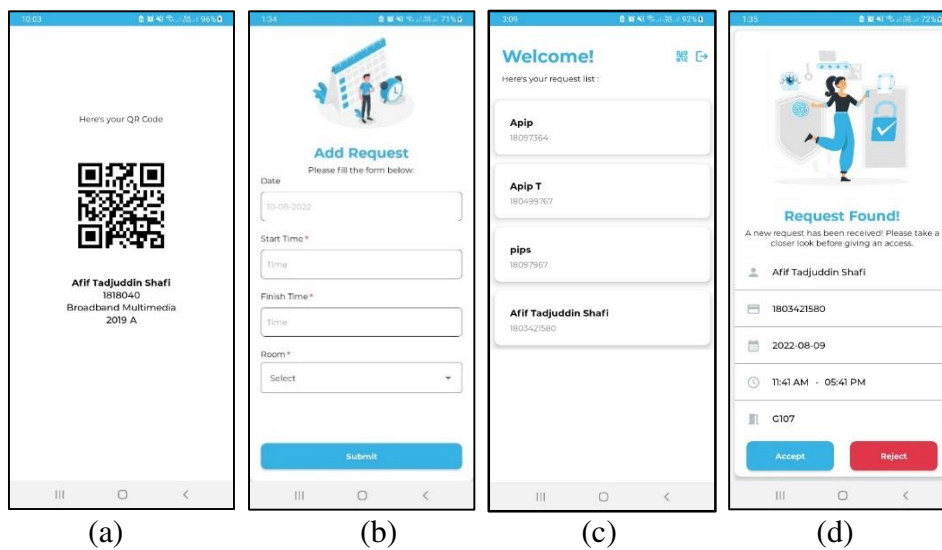 10:03
96%
Here's your QR Code
Afif Tadjuddin Shafi
1818040
Broadband Multimedia
2019 A
(a)
1:34
71%
Add Request
Please fill the form below:
Date
10-08-2022
Start Time *
Time
Finish Time *
Time
Room *
Select
Submit
(b)
3:09
92%
Welcome!
Here's your request list :
Apip
18097364
Apip T
180499767
pips
18097967
Afif Tadjuddin Shafi
1803421580
(c)
1:35
72%
Request Found!
A new request has been received! Please take a
closer look before giving an access.
Afif Tadjuddin Shafi
1803421580
2022-08-09
11:41 AM - 05:41 PM
G107
Accept
Reject
(d)